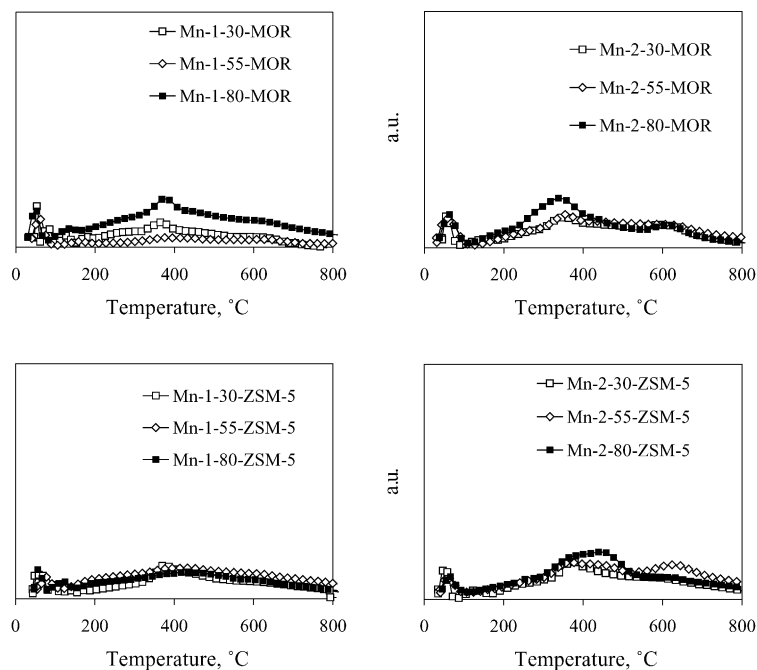 Mn-1-30-MOR
Mn-1-55-MOR
Mn-1-80-MOR
0 200 400 600 800
Temperature, ˚C
a.u.
Mn-2-30-MOR
Mn-2-55-MOR
Mn-2-80-MOR
0 200 400 600 800
Temperature, ˚C
Mn-1-30-ZSM-5
Mn-1-55-ZSM-5
Mn-1-80-ZSM-5
0 200 400 600 800
Temperature, ˚C
a.u.
Mn-2-30-ZSM-5
Mn-2-55-ZSM-5
Mn-2-80-ZSM-5
0 200 400 600 800
Temperature, ˚C